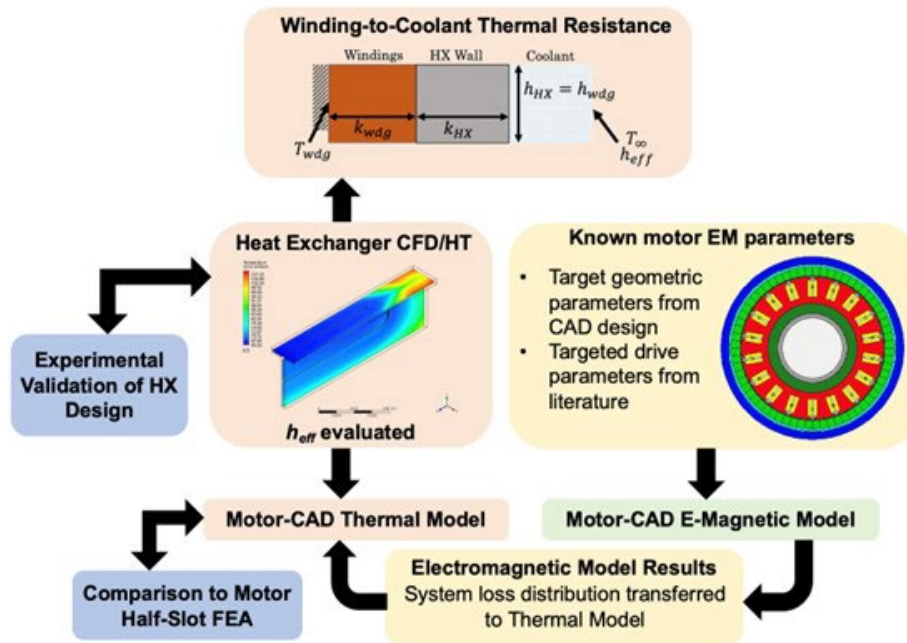 Winding-to-Coolant Thermal Resistance
Windings HX Wall Coolant
h_HX = h_wdg
k_wdg k_HX
T_wdg
T_∞
h_eff
Heat Exchanger CFD/HT
h_eff evaluated
Known motor EM parameters
• Target geometric
parameters from
CAD design
• Targeted drive
parameters from
literature
Experimental
Validation of HX
Design
Motor-CAD Thermal Model
Motor-CAD E-Magnetic Model
Electromagnetic Model Results
System loss distribution transferred
to Thermal Model
Comparison to Motor
Half-Slot FEA